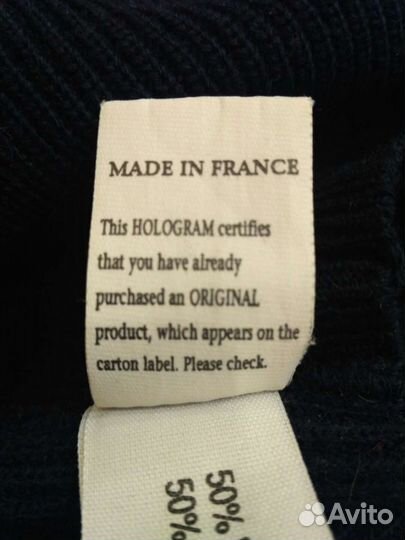 MADE IN FRANCE
This HOLOGRAM certifies
that you have already
purchased an ORIGINAL
product, which appears on the
carton label. Please check.
50%
50%
Avito